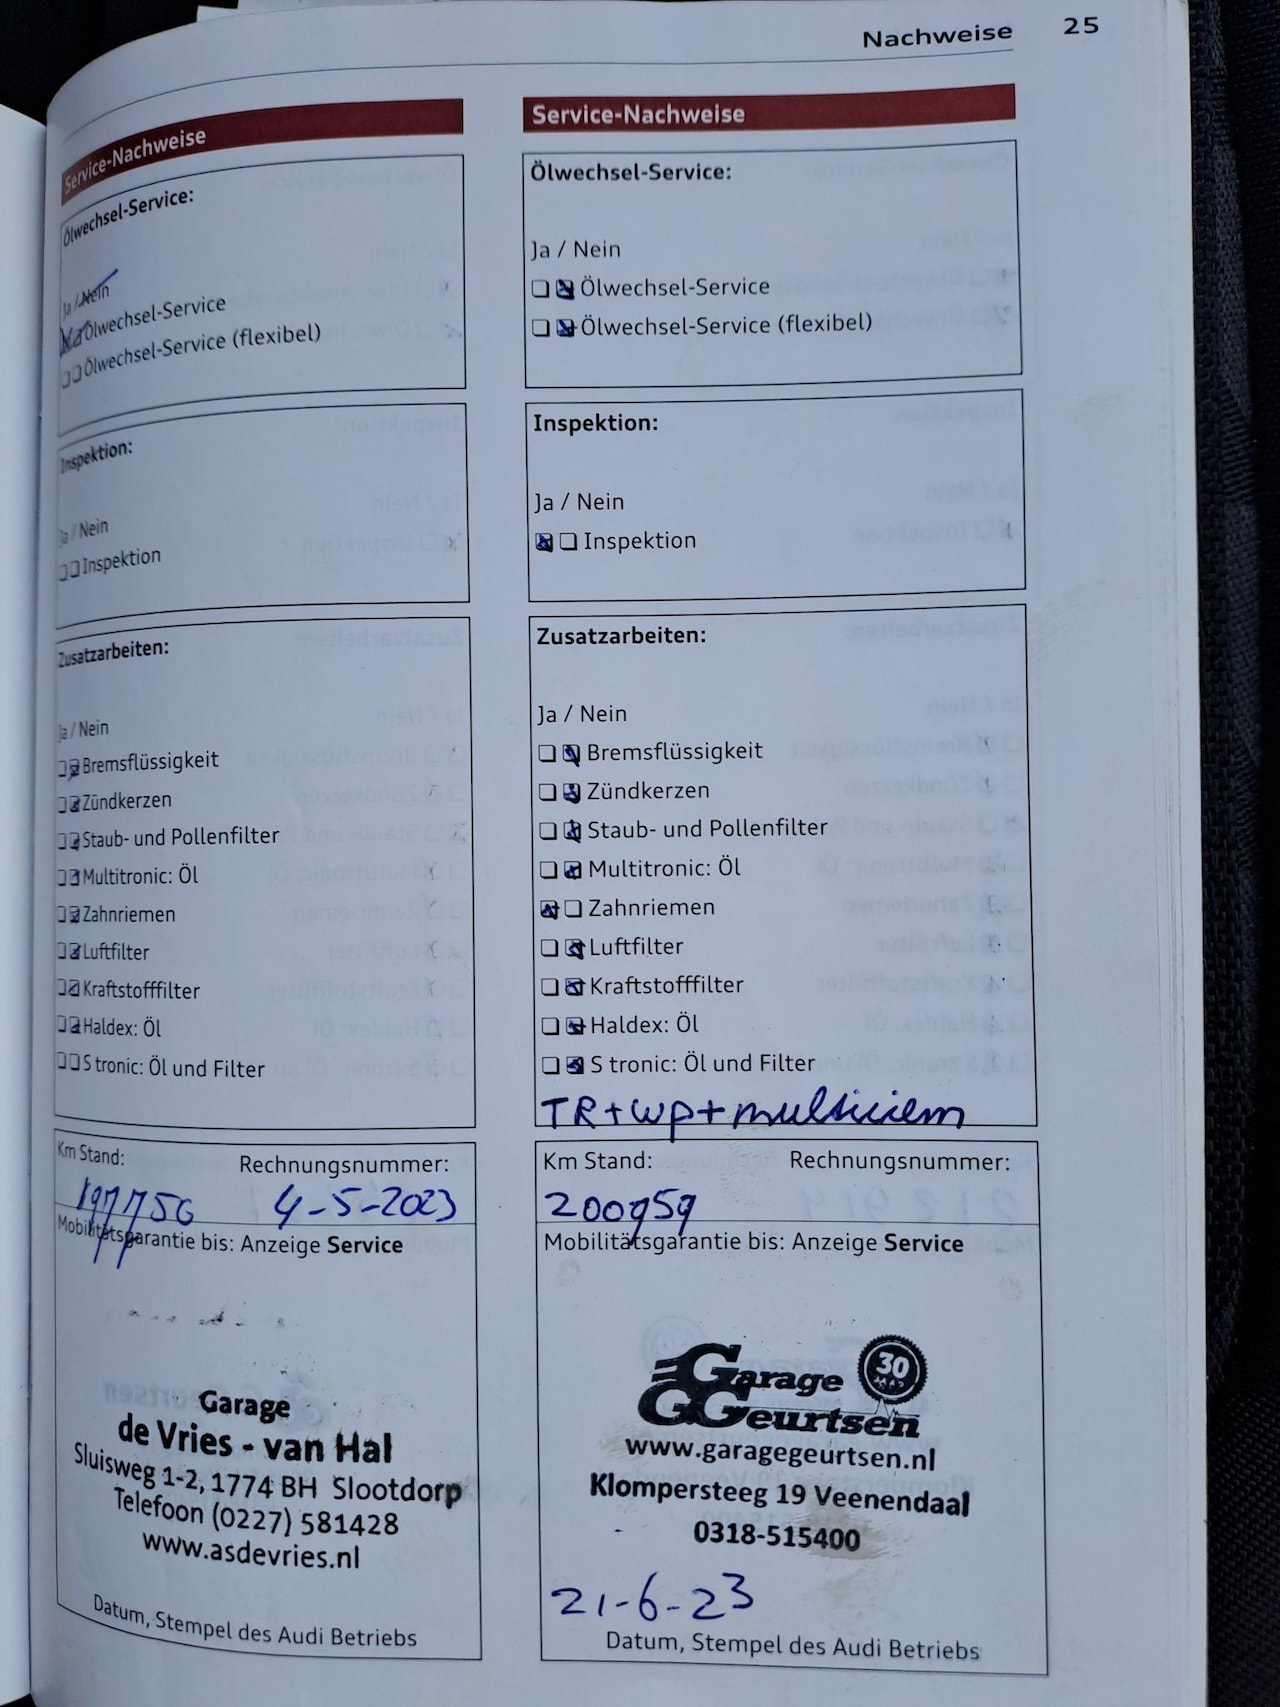 Nachweise 25
Service-Nachweise
Ölwechsel-Service:
Ja / Nein
Ölwechsel-Service
Ölwechsel-Service (flexibel)
Inspektion:
Ja / Nein
Inspektion
Zusatzarbeiten:
Ja / Nein
Bremsflüssigkeit
Zündkerzen
Staub- und Pollenfilter
Multitronic: Öl
Zahnriemen
Luftfilter
Kraftstofffilter
Haldex: Öl
S tronic: Öl und Filter
Km Stand: Rechnungsnummer:
197756 4-5-2023
Mobilitätsgarantie bis: Anzeige Service
Garage
de Vries - van Hal
Sluisweg 1-2, 1774 BH Slootdorp
Telefoon (0227) 581428
www.asdevries.nl
Datum, Stempel des Audi Betriebs
Service-Nachweise
Ölwechsel-Service:
Ja / Nein
Ölwechsel-Service
Ölwechsel-Service (flexibel)
Inspektion:
Ja / Nein
Inspektion
Zusatzarbeiten:
Ja / Nein
Bremsflüssigkeit
Zündkerzen
Staub- und Pollenfilter
Multitronic: Öl
Zahnriemen
Luftfilter
Kraftstofffilter
Haldex: Öl
S tronic: Öl und Filter
TR+wp+multiriem
Km Stand: Rechnungsnummer:
200959
Mobilitätsgarantie bis: Anzeige Service
Garage
30
Geurtsen
www.garagegeurtsen.nl
Klompersteeg 19 Veenendaal
0318-515400
21-6-23
Datum, Stempel des Audi Betriebs